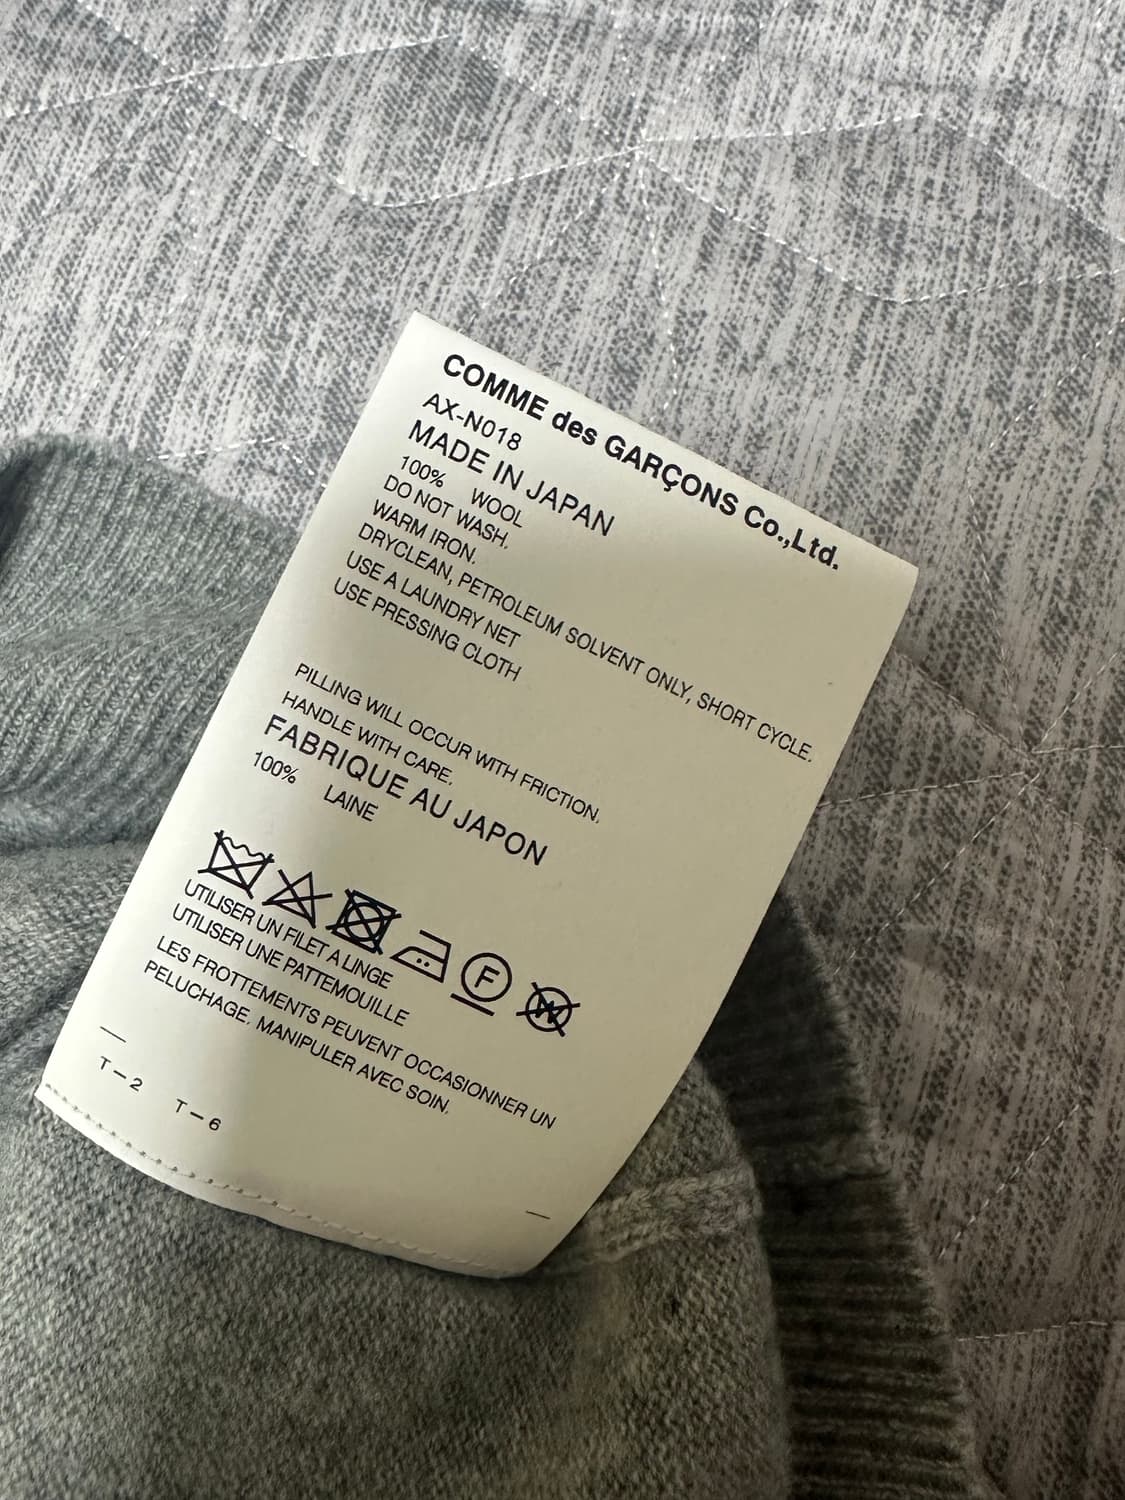 COMME des GARÇONS Co.,Ltd.
AX-N018
MADE IN JAPAN
100% WOOL
DO NOT WASH.
WARM IRON.
DRYCLEAN, PETROLEUM SOLVENT ONLY, SHORT CYCLE.
USE A LAUNDRY NET
USE PRESSING CLOTH
PILLING WILL OCCUR WITH FRICTION,
HANDLE WITH CARE.
FABRIQUE AU JAPON
100% LAINE
F W
UTILISER UN FILET A LINGE
UTILISER UNE PATTEMOUILLE
LES FROTTEMENTS PEUVENT OCCASIONNER UN
PELUCHAGE. MANIPULER AVEC SOIN.
T-2 T-6